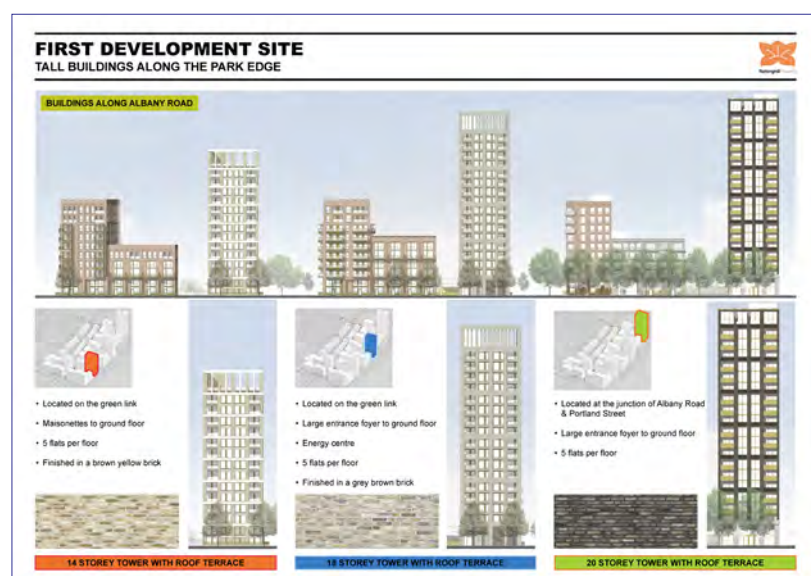 FIRST DEVELOPMENT SITE
TALL BUILDINGS ALONG THE PARK EDGE
BUILDINGS ALONG ALBANY ROAD
• Located on the green link
• Maisonettes to ground floor
• 5 flats per floor
• Finished in a brown yellow brick
14 STOREY TOWER WITH ROOF TERRACE
• Located on the green link
• Large entrance foyer to ground floor
• Energy centre
• 5 flats per floor
• Finished in a grey brown brick
18 STOREY TOWER WITH ROOF TERRACE
• Located at the junction of Albany Road
& Portland Street
• Large entrance foyer to ground floor
• 5 flats per floor
20 STOREY TOWER WITH ROOF TERRACE